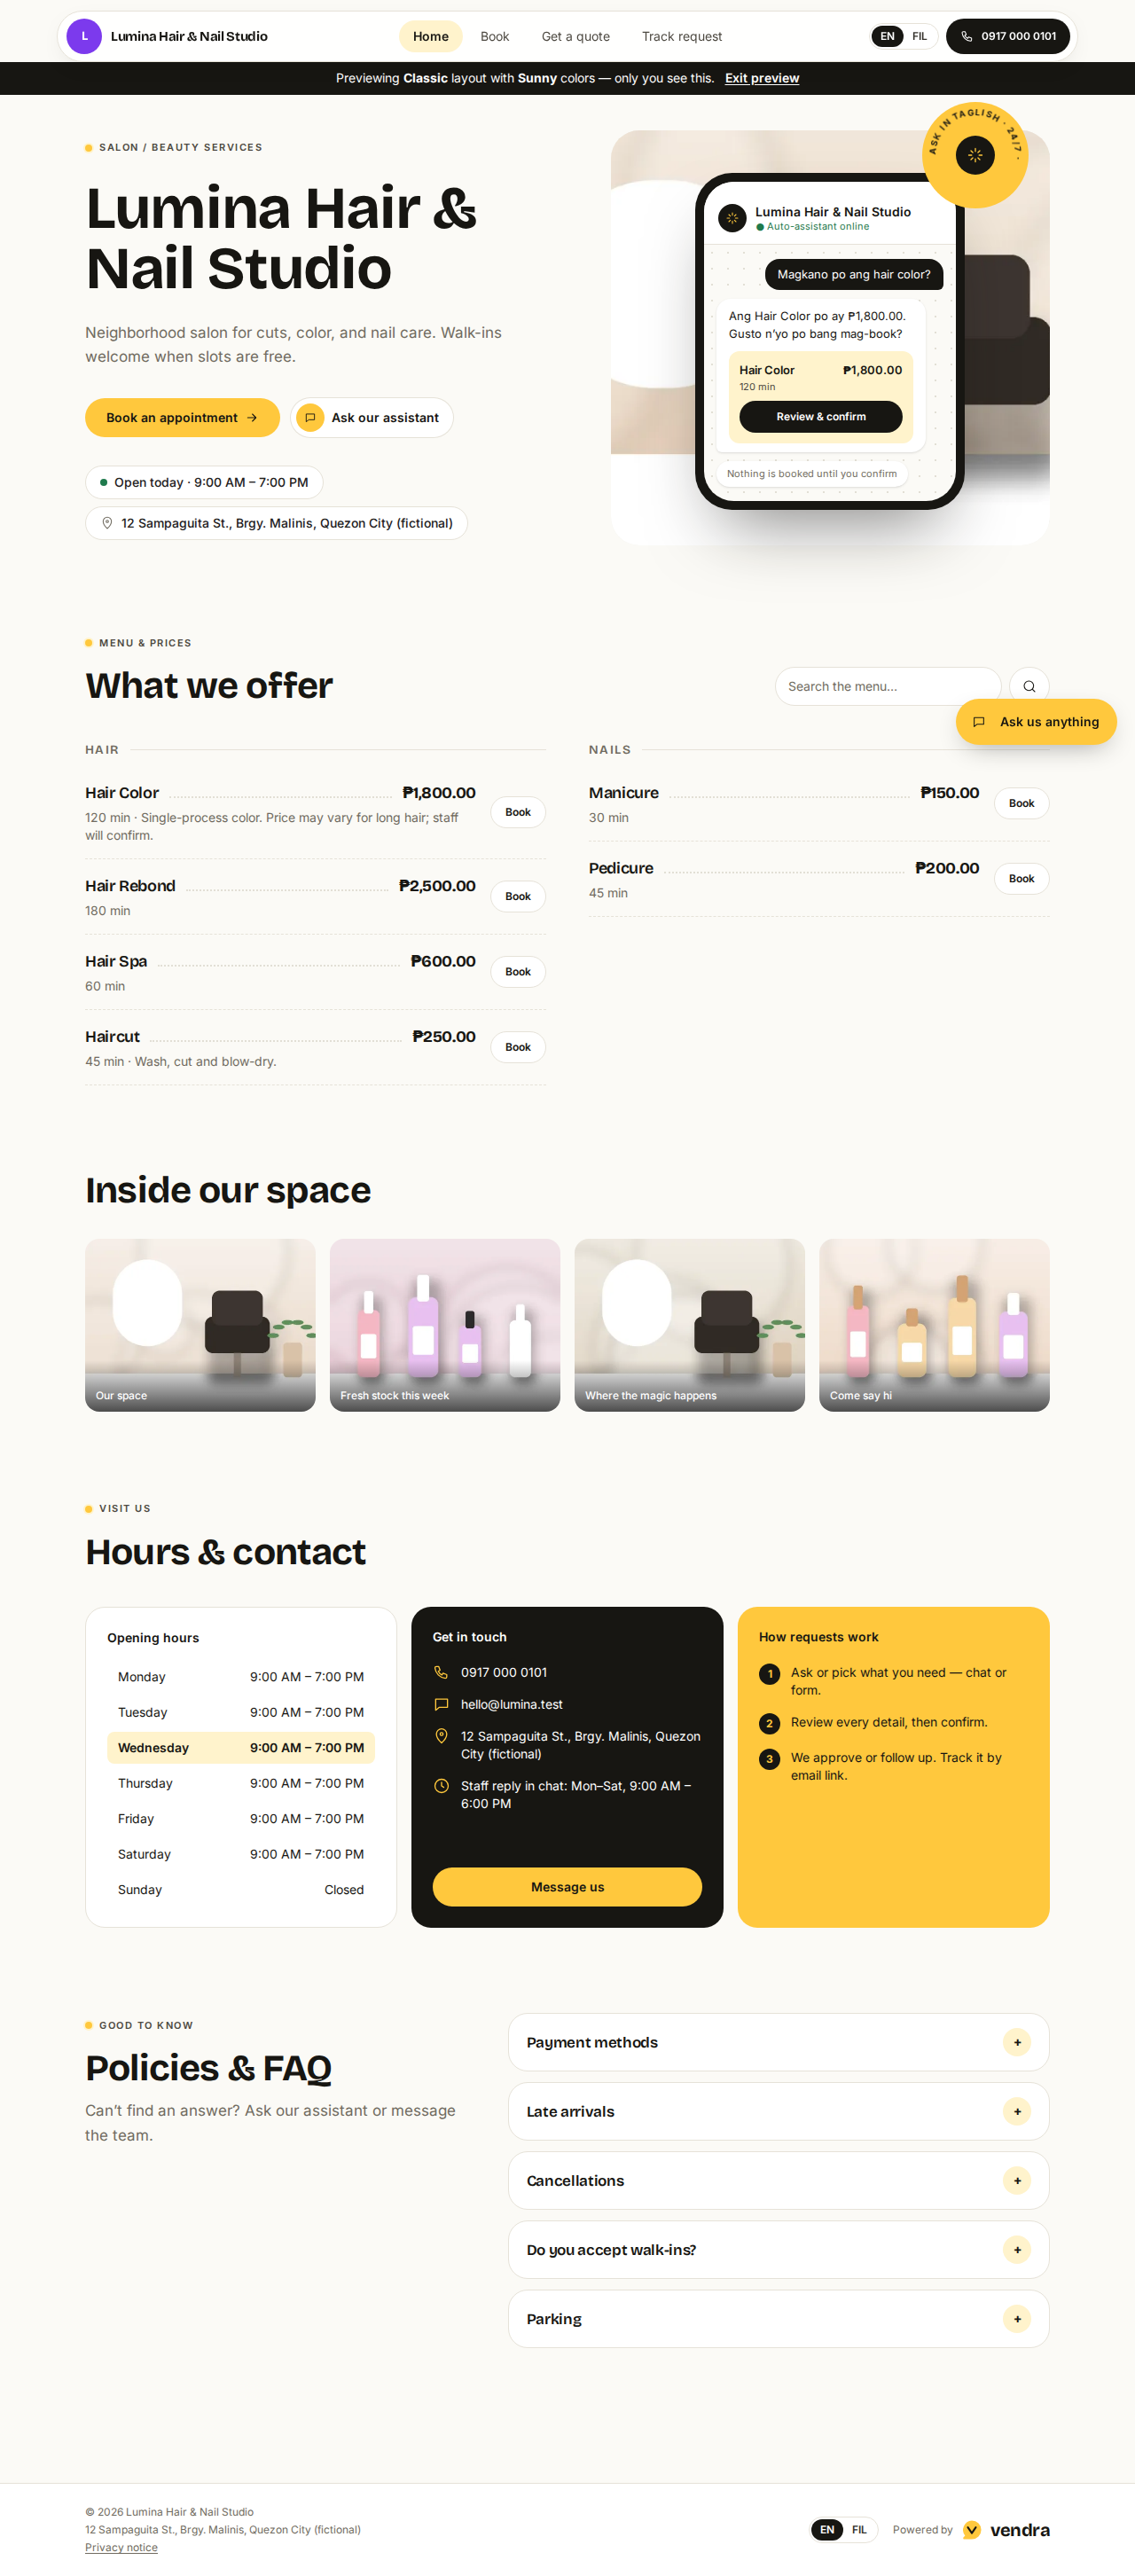 L
Lumina Hair & Nail Studio
Home
Book
Get a quote
Track request
EN
FIL
0917 000 0101
Previewing Classic layout with Sunny colors — only you see this. Exit preview
SALON / BEAUTY SERVICES
Lumina Hair &
Nail Studio
Neighborhood salon for cuts, color, and nail care. Walk-ins
welcome when slots are free.
Book an appointment →
Ask our assistant
Open today · 9:00 AM – 7:00 PM
12 Sampaguita St., Brgy. Malinis, Quezon City (fictional)
ASK IN TAGLISH · 24/7 ·
Lumina Hair & Nail Studio
Auto-assistant online
Magkano po ang hair color?
Ang Hair Color po ay ₱1,800.00.
Gusto n'yo po bang mag-book?
Hair Color ₱1,800.00
120 min
Review & confirm
Nothing is booked until you confirm
MENU & PRICES
What we offer
Search the menu...
Ask us anything
HAIR
Hair Color ₱1,800.00
120 min · Single-process color. Price may vary for long hair; staff
will confirm.
Book
Hair Rebond ₱2,500.00
180 min
Book
Hair Spa ₱600.00
60 min
Book
Haircut ₱250.00
45 min · Wash, cut and blow-dry.
Book
NAILS
Manicure ₱150.00
30 min
Book
Pedicure ₱200.00
45 min
Book
Inside our space
Our space
Fresh stock this week
Where the magic happens
Come say hi
VISIT US
Hours & contact
Opening hours
Monday 9:00 AM – 7:00 PM
Tuesday 9:00 AM – 7:00 PM
Wednesday 9:00 AM – 7:00 PM
Thursday 9:00 AM – 7:00 PM
Friday 9:00 AM – 7:00 PM
Saturday 9:00 AM – 7:00 PM
Sunday Closed
Get in touch
0917 000 0101
hello@lumina.test
12 Sampaguita St., Brgy. Malinis, Quezon
City (fictional)
Staff reply in chat: Mon–Sat, 9:00 AM –
6:00 PM
Message us
How requests work
1 Ask or pick what you need — chat or
form.
2 Review every detail, then confirm.
3 We approve or follow up. Track it by
email link.
GOOD TO KNOW
Policies & FAQ
Can't find an answer? Ask our assistant or message
the team.
Payment methods +
Late arrivals +
Cancellations +
Do you accept walk-ins? +
Parking +
© 2026 Lumina Hair & Nail Studio
12 Sampaguita St., Brgy. Malinis, Quezon City (fictional)
Privacy notice
EN
FIL
Powered by
vendra